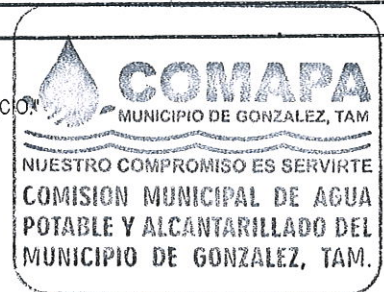 CIO.
COMAPA
MUNICIPIO DE GONZALEZ, TAM
NUESTRO COMPROMISO ES SERVIRTE
COMISION MUNICIPAL DE AGUA
POTABLE Y ALCANTARILLADO DEL
MUNICIPIO DE GONZALEZ, TAM.